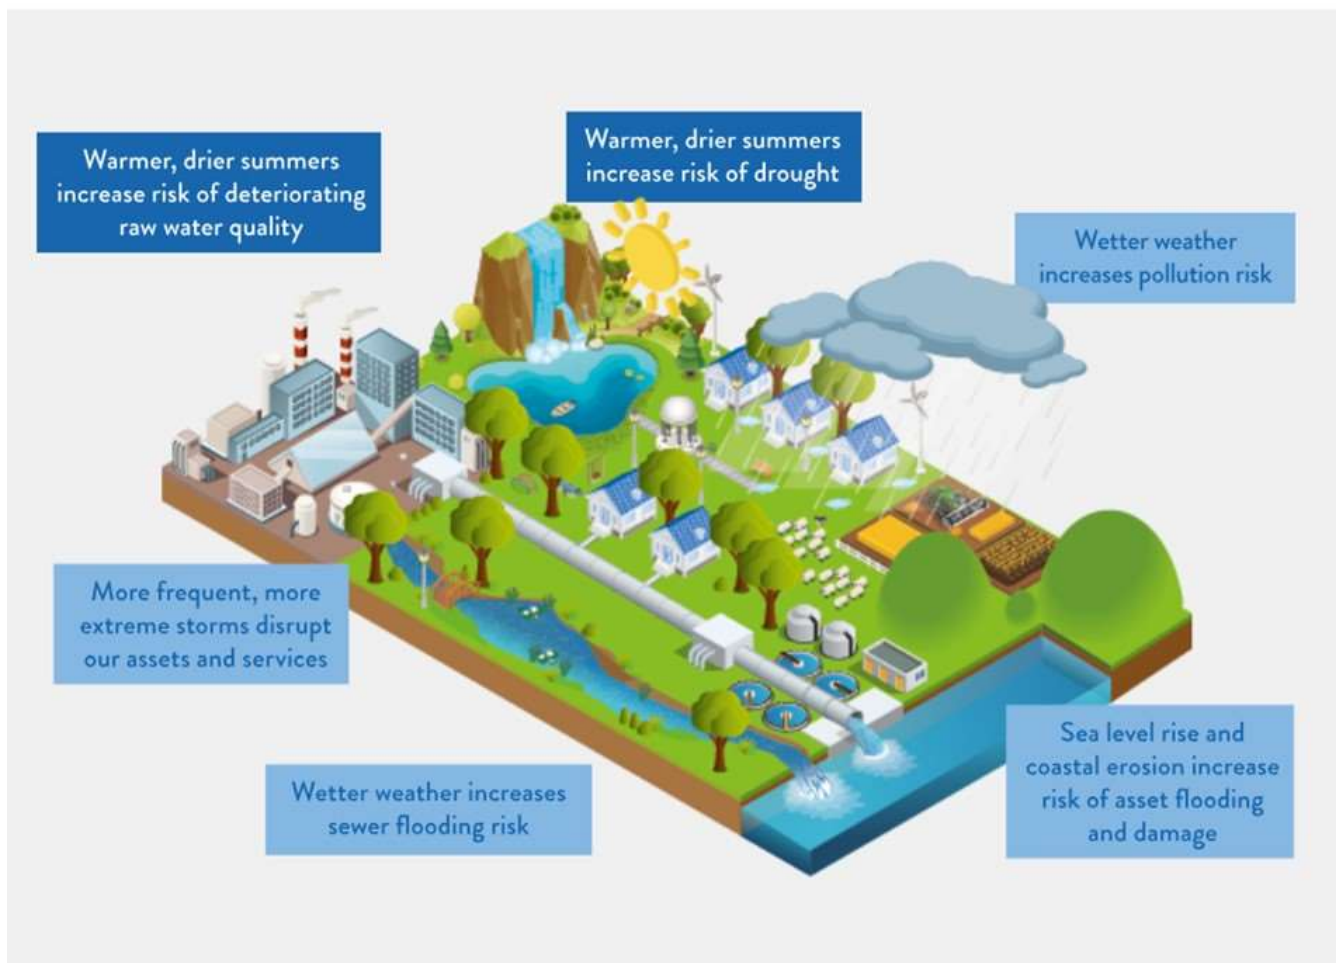 Warmer, drier summers
increase risk of deteriorating
raw water quality
Warmer, drier summers
increase risk of drought
Wetter weather
increases pollution risk
More frequent, more
extreme storms disrupt
our assets and services
Wetter weather increases
sewer flooding risk
Sea level rise and
coastal erosion increase
risk of asset flooding
and damage